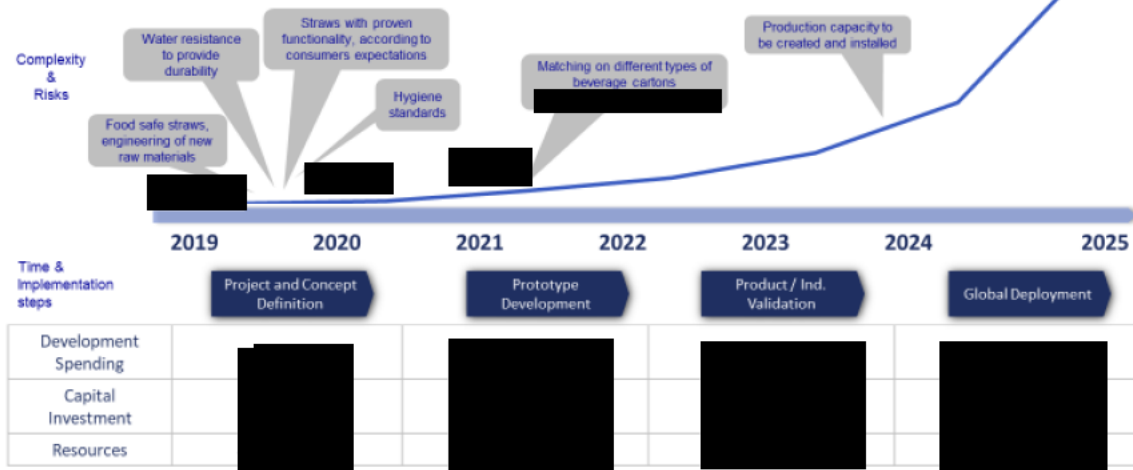 Complexity
&
Risks
Water resistance
to provide
durability
Straws with proven
functionality, according to
consumers expectations
Production capacity to
be created and installed
Matching on different types of
beverage cartons
Hygiene
standards
Food safe straws,
engineering of new
raw materials
2019
2020
2021
2022
2023
2024
2025
Time &
Implementation
steps
Project and Concept
Definition
Prototype
Development
Product / Ind.
Validation
Global Deployment
Development
Spending
Capital
Investment
Resources